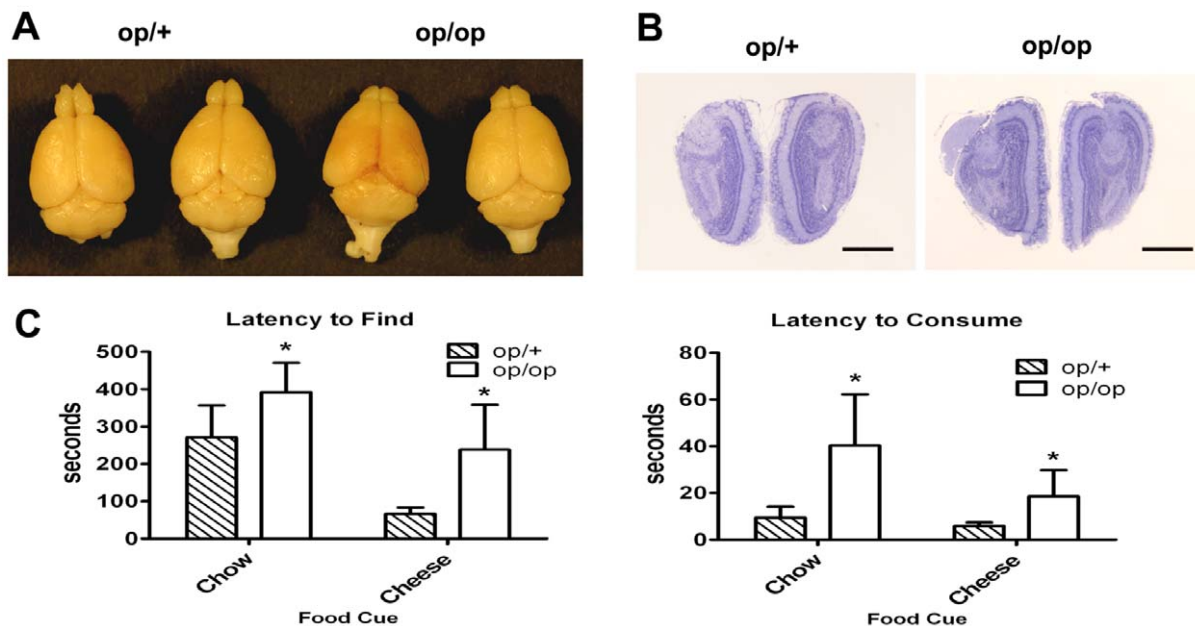 A
op/+
op/op
B
op/+
op/op
C
Latency to Find
500
400
300
200
100
0
seconds
op/+
op/op
*
*
Chow
Cheese
Food Cue
Latency to Consume
80
60
40
20
0
seconds
op/+
op/op
*
*
Chow
Cheese
Food Cue